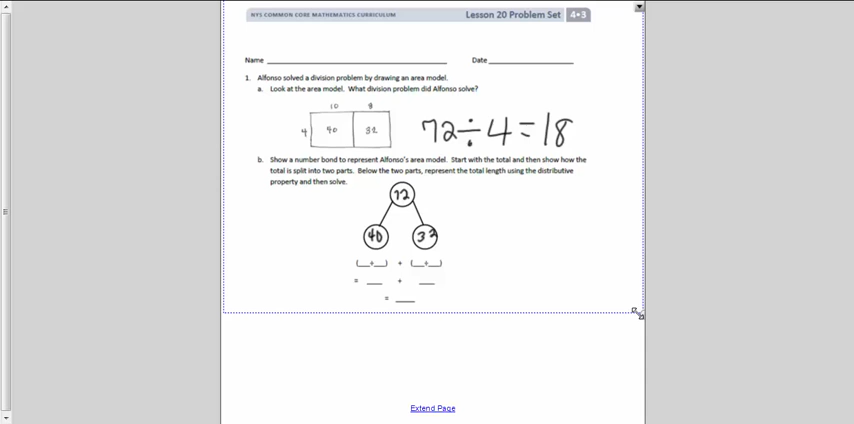 NYS COMMON CORE MATHEMATICS CURRICULUM Lesson 20 Problem Set 4•3
Name Date
1. Alfonso solved a division problem by drawing an area model.
a. Look at the area model. What division problem did Alfonso solve?
10 8
4 40 32
72÷4=18
b. Show a number bond to represent Alfonso's area model. Start with the total and then show how the
total is split into two parts. Below the two parts, represent the total length using the distributive
property and then solve.
72
40 32
(__÷__) + (__÷__)
= __ + __
= __
Extend Page